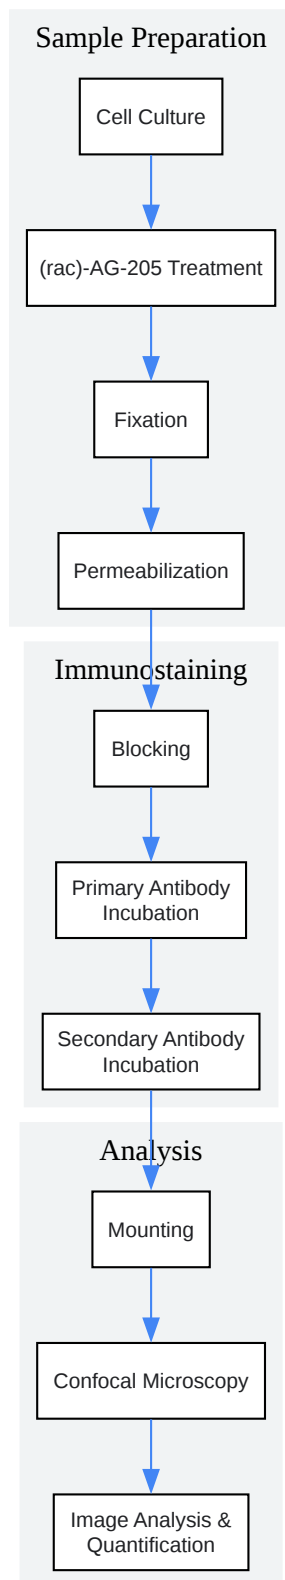 Sample Preparation
Cell Culture
(rac)-AG-205 Treatment
Fixation
Permeabilization
Immunostaining
Blocking
Primary Antibody
Incubation
Secondary Antibody
Incubation
Analysis
Mounting
Confocal Microscopy
Image Analysis &
Quantification